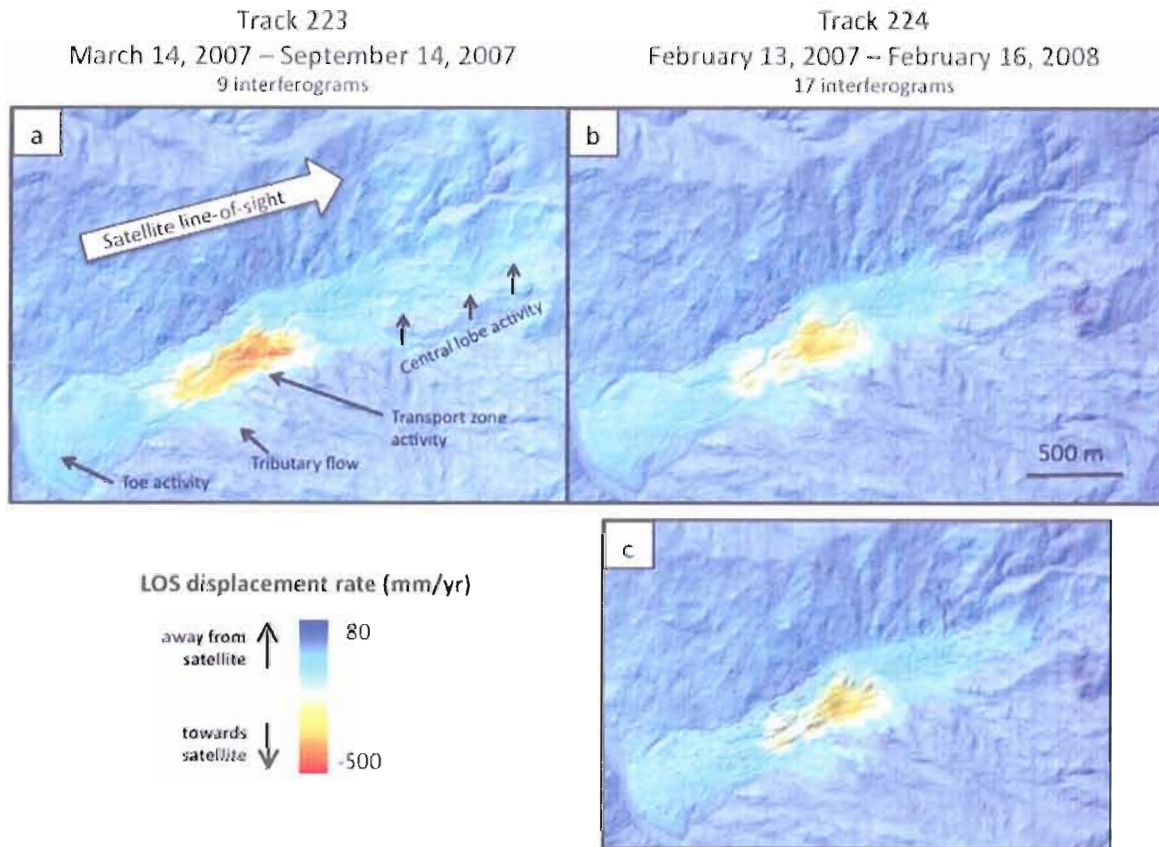 Track 223
March 14, 2007 – September 14, 2007
9 interferograms
Track 224
February 13, 2007 – February 16, 2008
17 interferograms
a
Satellite line-of-sight
Central lobe activity
Transport zone
activity
Tributary flow
Toe activity
b
500 m
c
LOS displacement rate (mm/yr)
away from
satellite
80
towards
satellite
-500